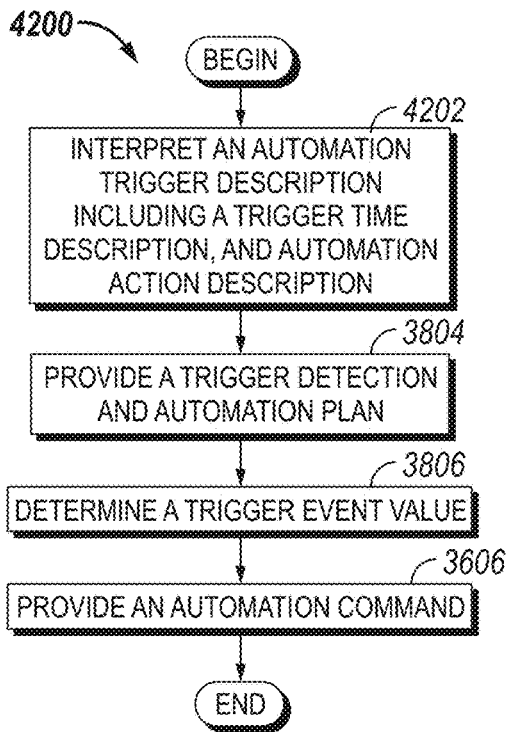 4200
BEGIN
4202
INTERPRET AN AUTOMATION
TRIGGER DESCRIPTION
INCLUDING A TRIGGER TIME
DESCRIPTION, AND AUTOMATION
ACTION DESCRIPTION
3804
PROVIDE A TRIGGER DETECTION
AND AUTOMATION PLAN
3806
DETERMINE A TRIGGER EVENT VALUE
3606
PROVIDE AN AUTOMATION COMMAND
END